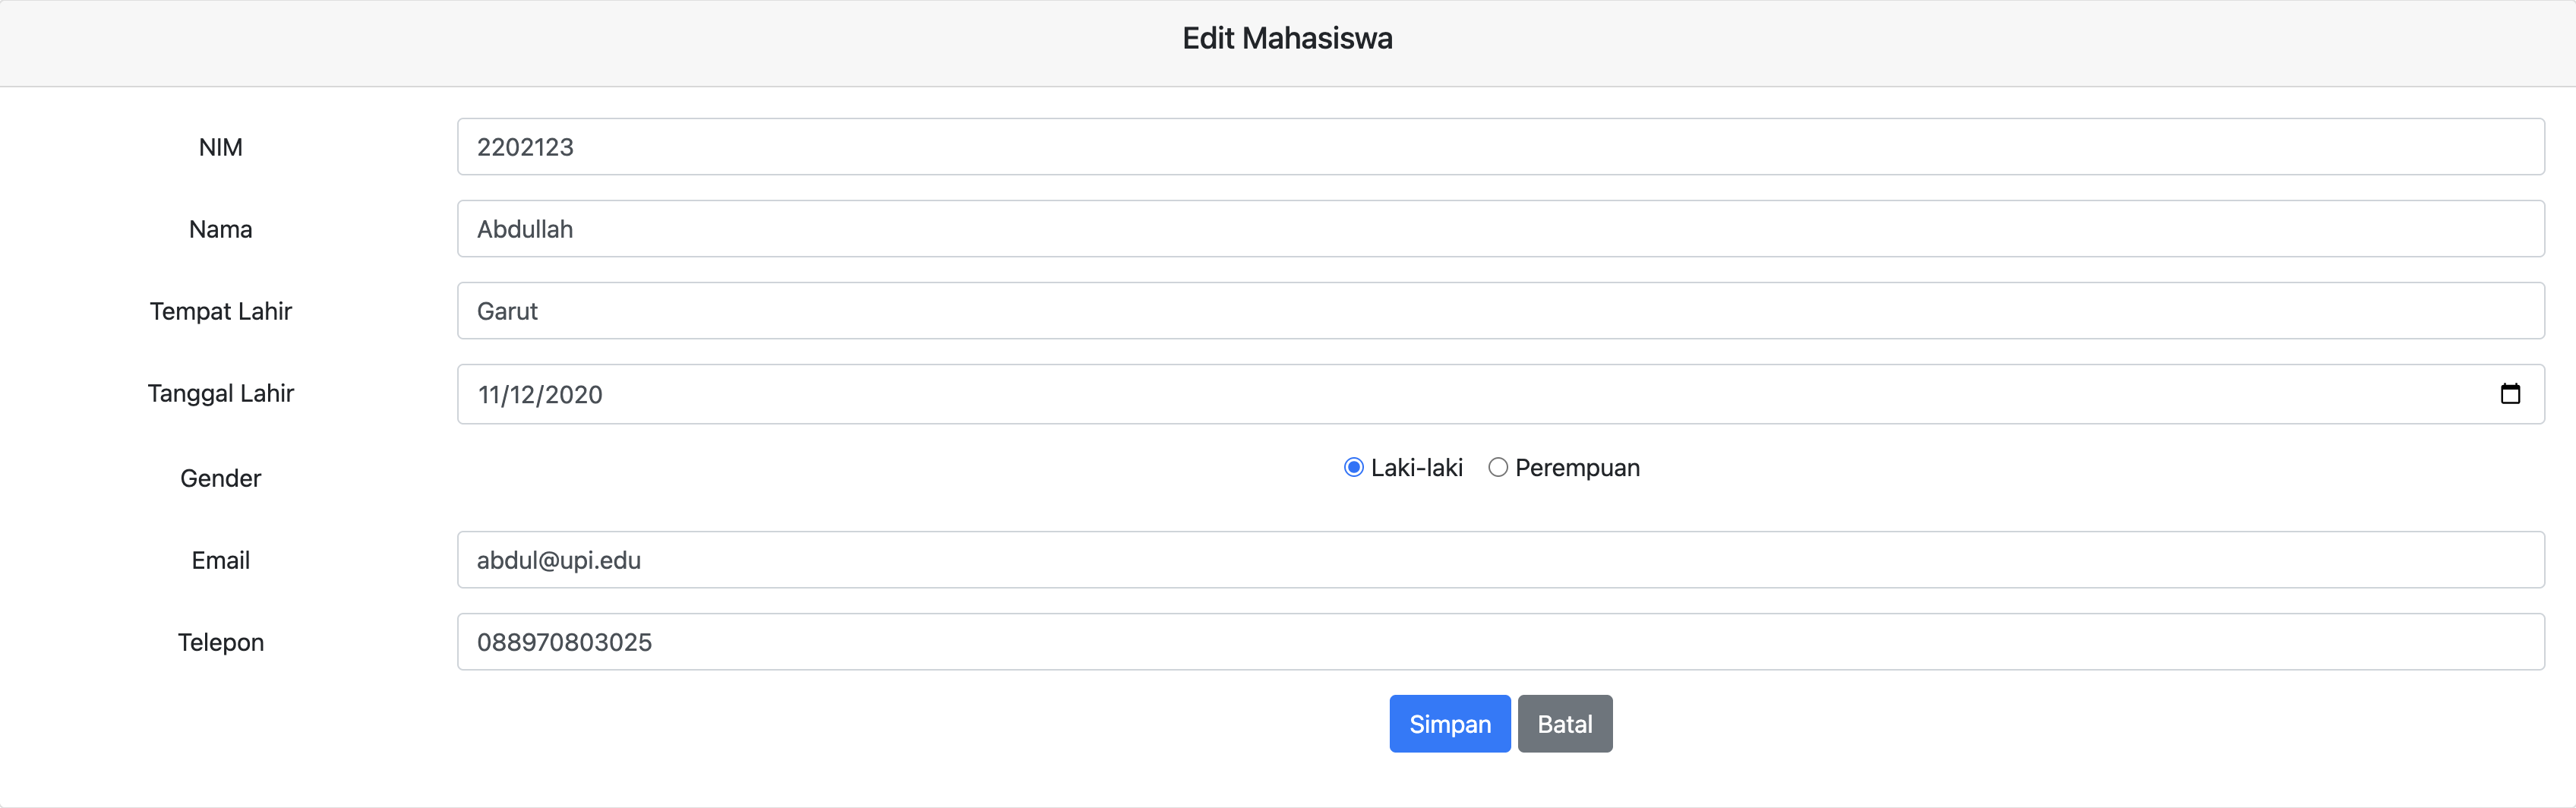 Edit Mahasiswa
NIM 2202123
Nama Abdullah
Tempat Lahir Garut
Tanggal Lahir 11/12/2020
Gender Laki-laki Perempuan
Email abdul@upi.edu
Telepon 088970803025
Simpan Batal